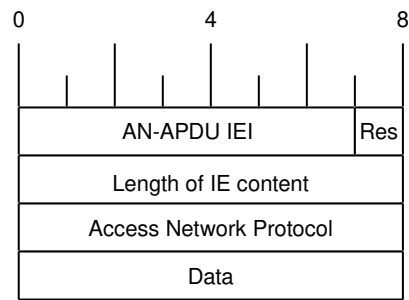 0 4 8
AN-APDU IEI Res
Length of IE content
Access Network Protocol
Data